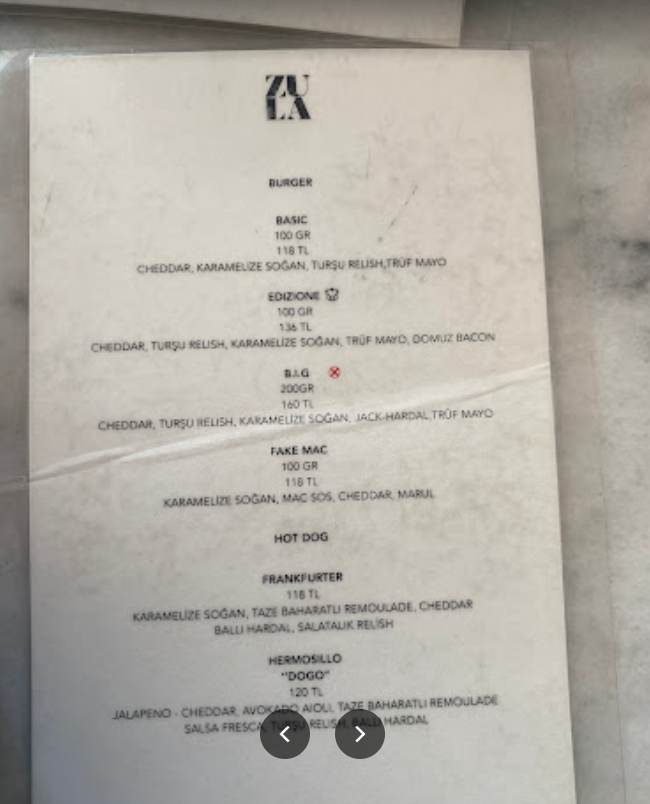 ZU
LA
BURGER
BASIC
100 GR
118 TL
CHEDDAR, KARAMELİZE SOĞAN, TURŞU RELISH,TRÜF MAYO
EDIZIONE
100 GR
136 TL
CHEDDAR, TURŞU RELISH, KARAMELİZE SOĞAN, TRÜF MAYO, DOMUZ BACON
B.I.G
200GR
160 TL
CHEDDAR, TURŞU RELISH, KARAMELİZE SOĞAN, JACK-HARDAL,TRÜF MAYO
FAKE MAC
100 GR
118 TL
KARAMELİZE SOĞAN, MAC SOS, CHEDDAR, MARUL
HOT DOG
FRANKFURTER
118 TL
KARAMELİZE SOĞAN, TAZE BAHARATLI REMOULADE, CHEDDAR
BALLI HARDAL, SALATALIK RELISH
HERMOSILLO
"DOGO"
120 TL
JALAPENO - CHEDDAR, AVOKADO AIOLI, TAZE BAHARATLI REMOULADE
SALSA FRESCA, TURŞU RELISH, BALLI HARDAL